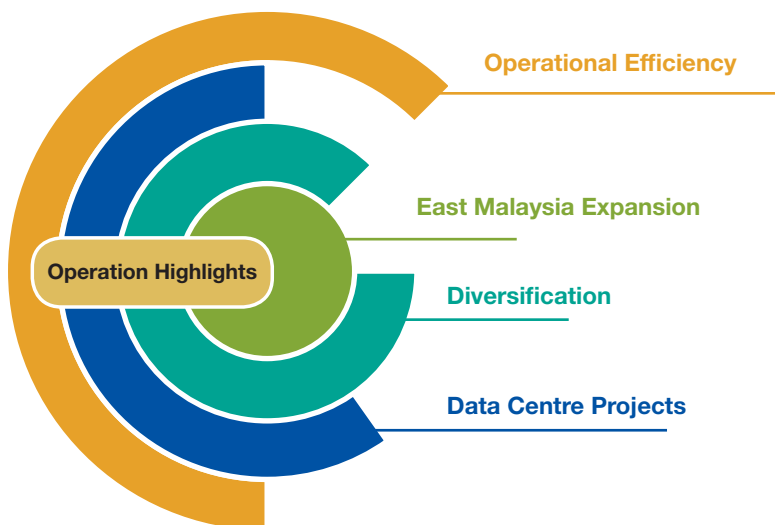 Operational Efficiency
East Malaysia Expansion
Operation Highlights
Diversification
Data Centre Projects